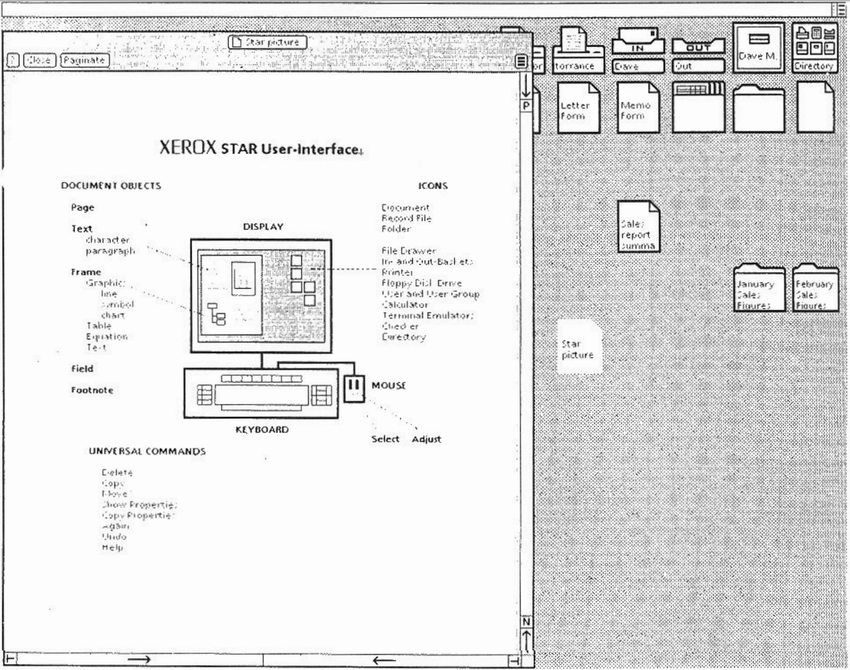 Star picture
Close Paginate
XEROX STAR User-Interface
DOCUMENT OBJECTS
Page
Text
character
paragraph
Frame
Graphics
line
symbol
chart
Table
Equation
Text
Field
Footnote
DISPLAY
KEYBOARD
MOUSE
Select Adjust
ICONS
Document
Record File
Folder
File Drawer
In- and Out-Baskets
Printer
Floppy Disk Drive
User and User Group
Calculator
Terminal Emulators
Checker
Directory
UNIVERSAL COMMANDS
Delete
Copy
Move
Show Properties
Copy Properties
Again
Undo
Help
P
N
torrance
IN
Dave
OUT
Out
Dave M.
Directory
Letter
Form
Memo
Form
Sales
report
summa
January
Sales
Figures
February
Sales
Figures
Star
picture